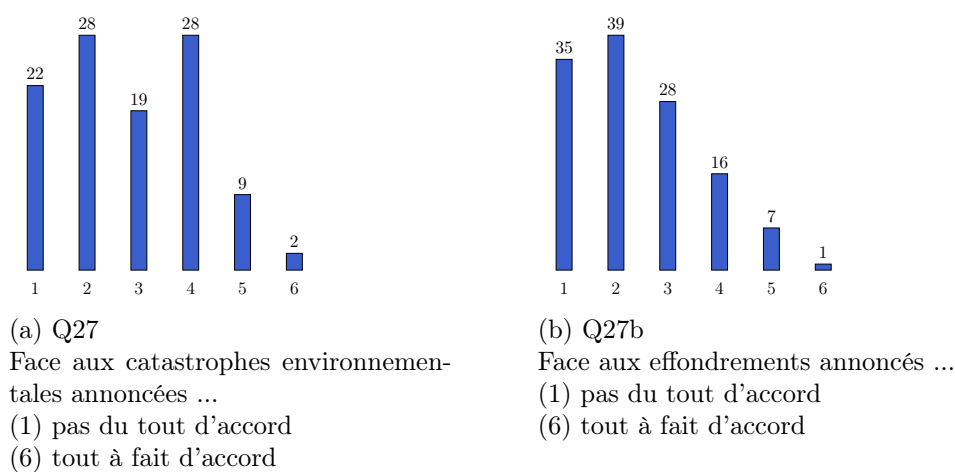 22
28
19
28
9
2
1
2
3
4
5
6
(a) Q27
Face aux catastrophes environnemen-
tales annoncées ...
(1) pas du tout d'accord
(6) tout à fait d'accord
35
39
28
16
7
1
1
2
3
4
5
6
(b) Q27b
Face aux effondrements annoncés ...
(1) pas du tout d'accord
(6) tout à fait d'accord